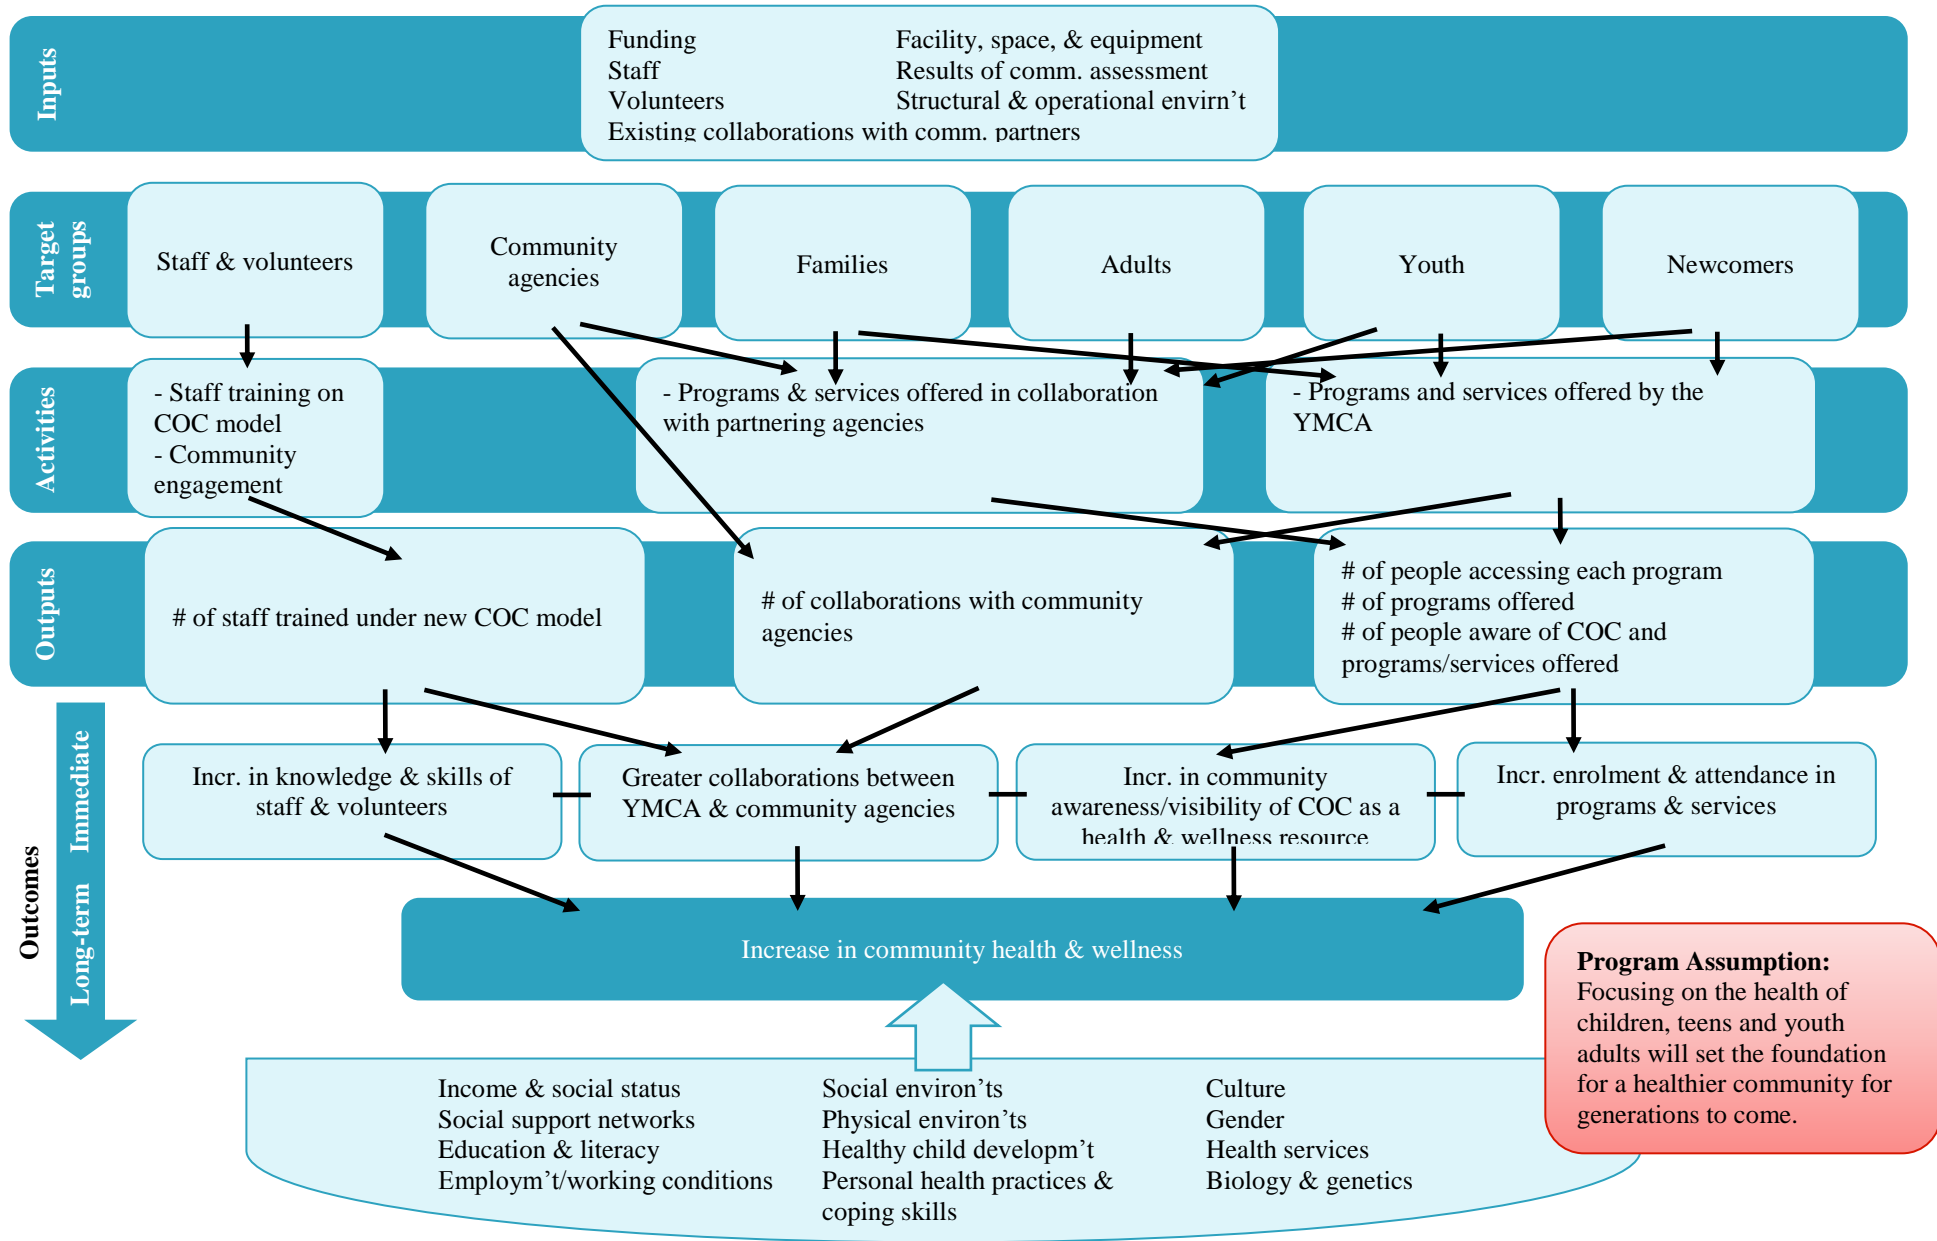 Inputs
Funding
Staff
Volunteers
Facility, space, & equipment
Results of comm. assessment
Structural & operational envirn't
Existing collaborations with comm. partners
Target
groups
Staff & volunteers
Community
agencies
Families
Adults
Youth
Newcomers
Activities
- Staff training on
COC model
- Community
engagement
- Programs & services offered in collaboration
with partnering agencies
- Programs and services offered by the
YMCA
Outputs
# of staff trained under new COC model
# of collaborations with community
agencies
# of people accessing each program
# of programs offered
# of people aware of COC and
programs/services offered
Outcomes
Immediate
Long-term
Incr. in knowledge & skills of
staff & volunteers
Greater collaborations between
YMCA & community agencies
Incr. in community
awareness/visibility of COC as a
health & wellness resource
Incr. enrolment & attendance in
programs & services
Increase in community health & wellness
Program Assumption:
Focusing on the health of
children, teens and youth
adults will set the foundation
for a healthier community for
generations to come.
Income & social status
Social support networks
Education & literacy
Employm't/working conditions
Social environ'ts
Physical environ'ts
Healthy child developm't
Personal health practices &
coping skills
Culture
Gender
Health services
Biology & genetics